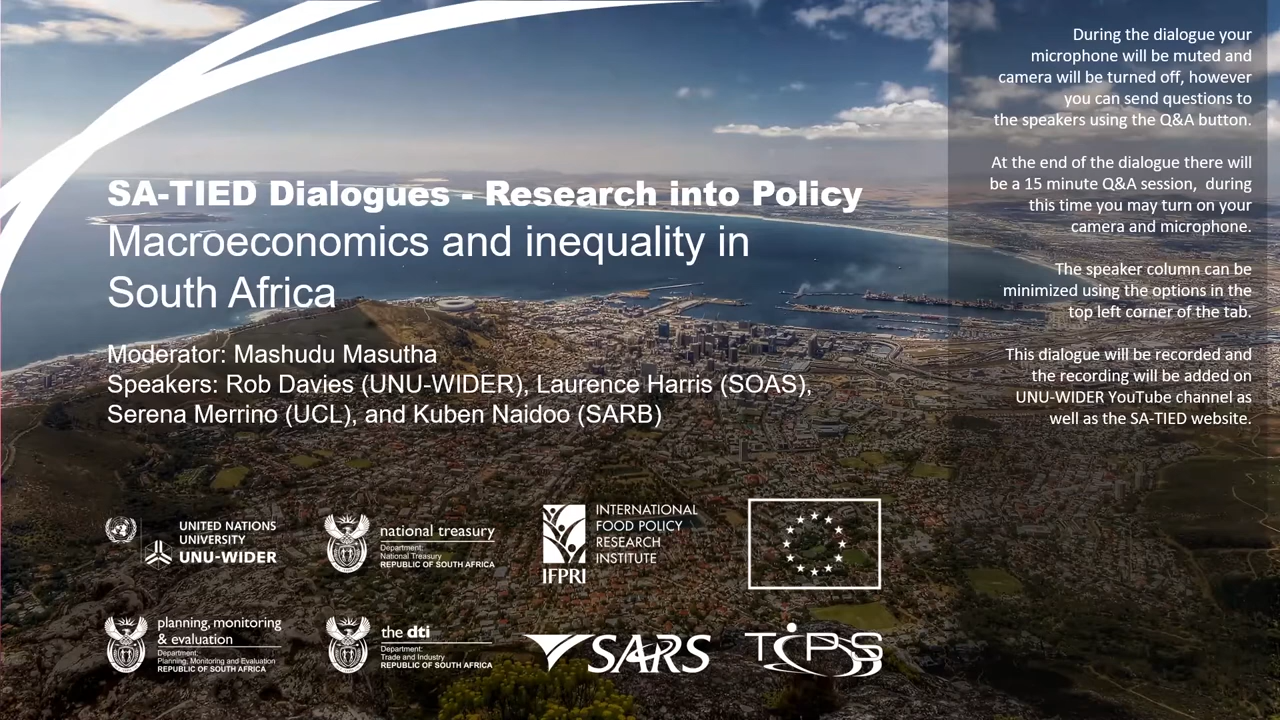 SA-TIED Dialogues - Research into Policy
Macroeconomics and inequality in
South Africa
Moderator: Mashudu Masutha
Speakers: Rob Davies (UNU-WIDER), Laurence Harris (SOAS),
Serena Merrino (UCL), and Kuben Naidoo (SARB)
During the dialogue your
microphone will be muted and
camera will be turned off, however
you can send questions to
the speakers using the Q&A button.
At the end of the dialogue there will
be a 15 minute Q&A session, during
this time you may turn on your
camera and microphone.
The speaker column can be
minimized using the options in the
top left corner of the tab.
This dialogue will be recorded and
the recording will be added on
UNU-WIDER YouTube channel as
well as the SA-TIED website.
UNITED NATIONS
UNIVERSITY
UNU-WIDER
national treasury
Department:
National Treasury
REPUBLIC OF SOUTH AFRICA
INTERNATIONAL
FOOD POLICY
RESEARCH
INSTITUTE
IFPRI
planning, monitoring
& evaluation
Department:
Planning, Monitoring and Evaluation
REPUBLIC OF SOUTH AFRICA
the dti
Department:
Trade and Industry
REPUBLIC OF SOUTH AFRICA
SARS
TIPS